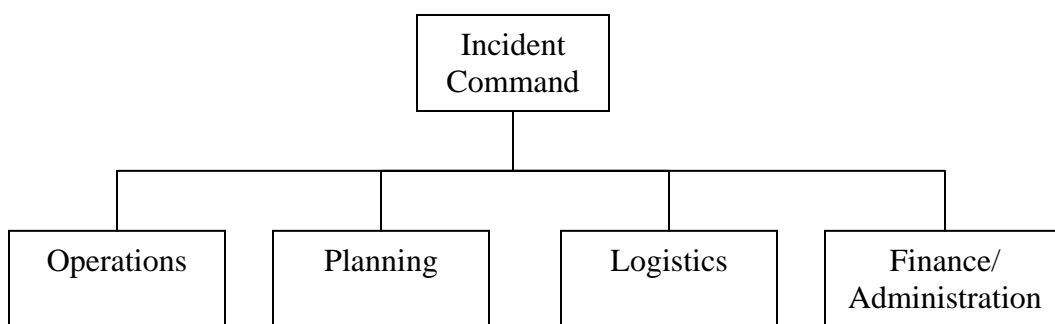 Incident
Command
Operations
Planning
Logistics
Finance/
Administration